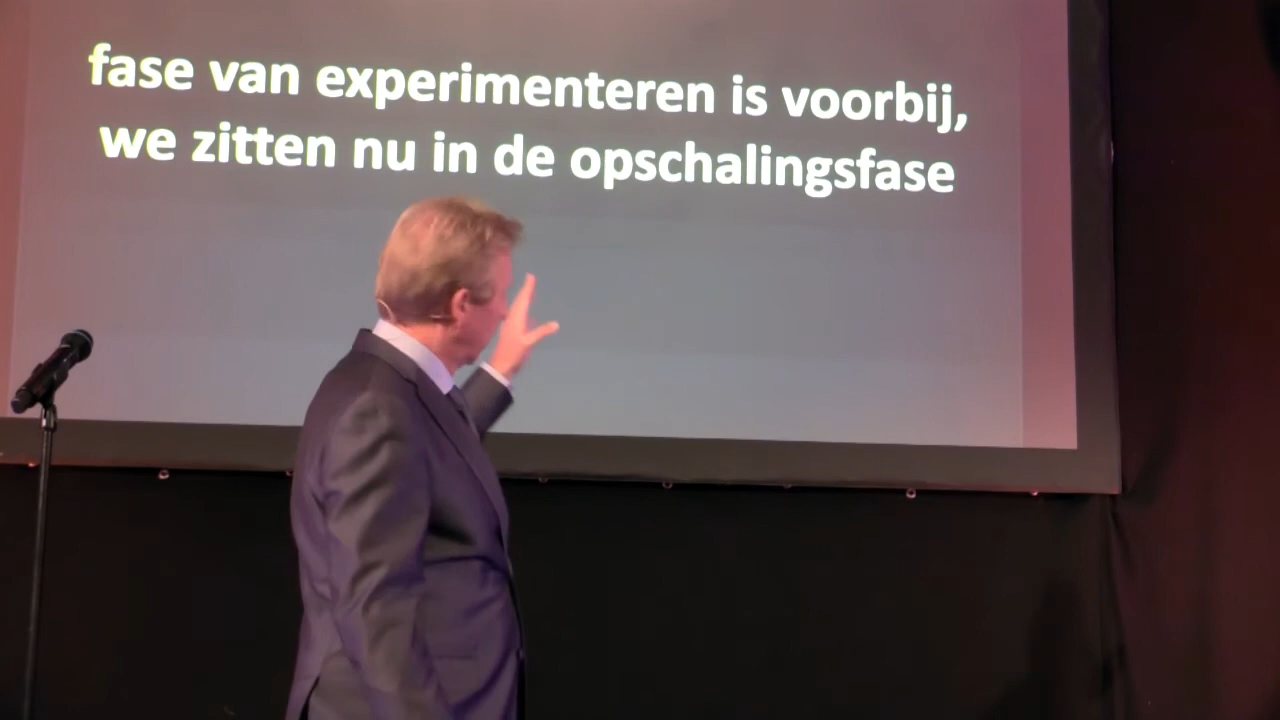 fase van experimenteren is voorbij,
we zitten nu in de opschalingsfase